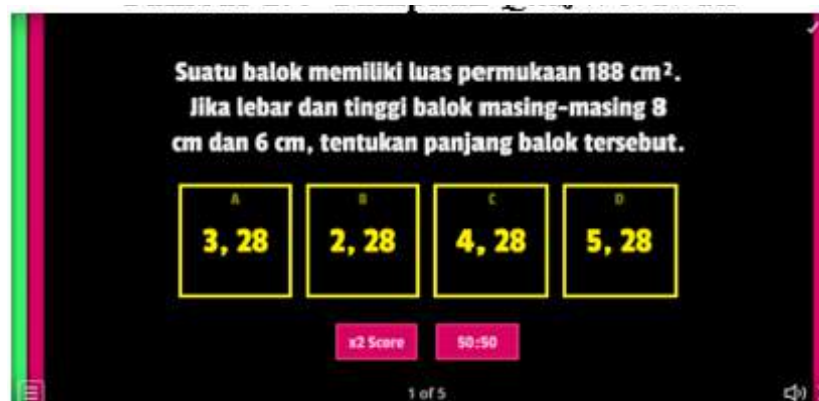 Suatu balok memiliki luas permukaan 188 cm².
Jika lebar dan tinggi balok masing-masing 8
cm dan 6 cm, tentukan panjang balok tersebut.
A
3, 28
B
2, 28
C
4, 28
D
5, 28
x2 Score
50:50
1 of 5